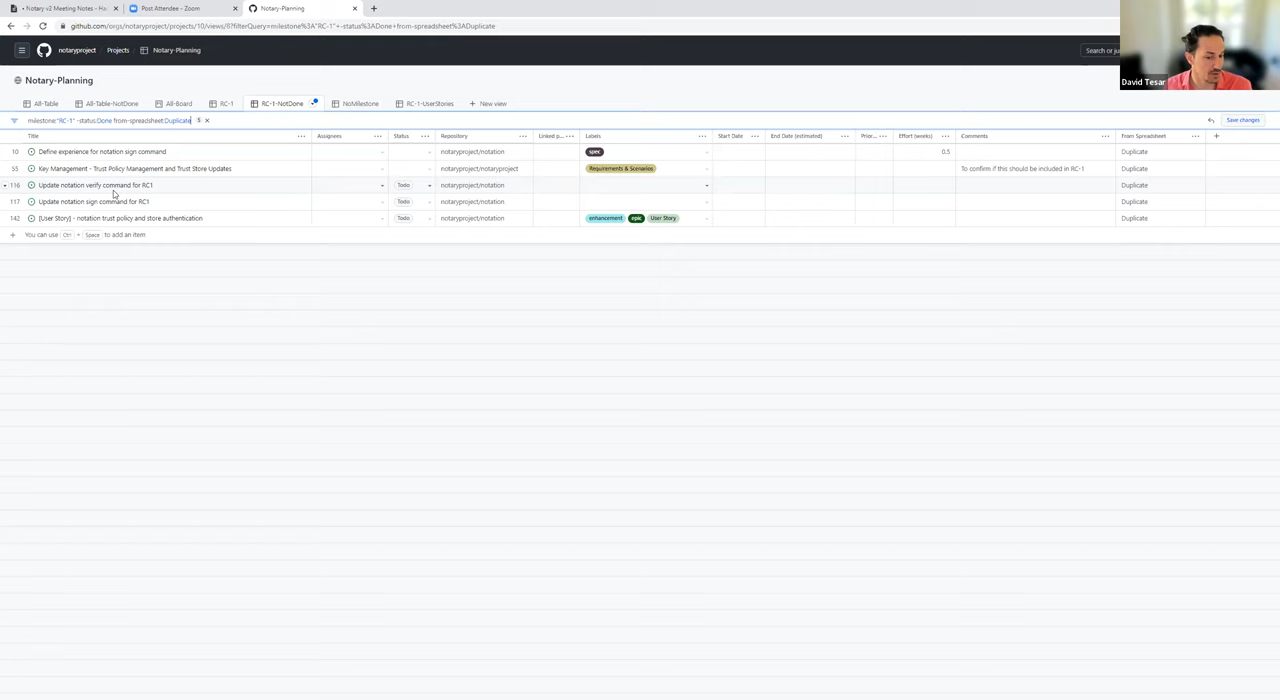 • Notary v2 Meeting Notes - Ha
Post Attendee - Zoom
Notary-Planning
github.com/orgs/notaryproject/projects/10/views/8?filterQuery=milestone%3A"RC-1"+-status%3ADone+from-spreadsheet%3ADuplicate
notaryproject
Projects
Notary-Planning
Search or ju
David Tesar
Notary-Planning
All-Table
All-Table-NotDone
All-Board
RC-1
RC-1-NotDone
NoMilestone
RC-1-UserStories
+ New view
milestone:"RC-1" -status:Done from-spreadsheet:Duplicate 5
Save changes
Title Assignees Status Repository Linked p... Labels Start Date End Date (estimated) Prior... Effort (weeks) Comments From Spreadsheet
10 Define experience for notation sign command notaryproject/notation spec 0.5 Duplicate
55 Key Management - Trust Policy Management and Trust Store Updates notaryproject/notaryproject Requirements & Scenarios To confirm if this should be included in RC-1 Duplicate
116 Update notation verify command for RC1 Todo notaryproject/notation Duplicate
117 Update notation sign command for RC1 Todo notaryproject/notation Duplicate
142 [User Story] - notation trust policy and store authentication Todo notaryproject/notation enhancement epic User Story Duplicate
+ You can use Ctrl + Space to add an item